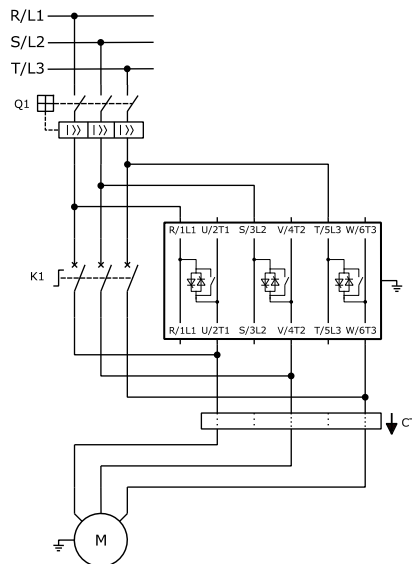 R/L1
S/L2
T/L3
Q1
I>> I>> I>>
R/1L1 U/2T1 S/3L2 V/4T2 T/5L3 W/6T3
K1
R/1L1 U/2T1 S/3L2 V/4T2 T/5L3 W/6T3
M